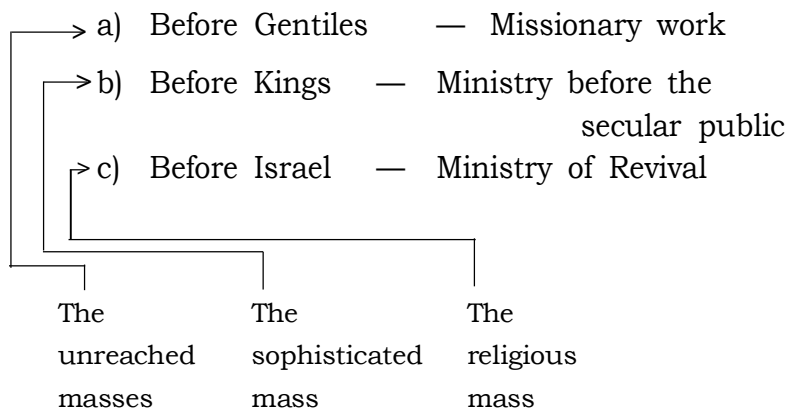 a) Before Gentiles — Missionary work
b) Before Kings — Ministry before the
secular public
c) Before Israel — Ministry of Revival
The
unreached
masses
The
sophisticated
mass
The
religious
mass